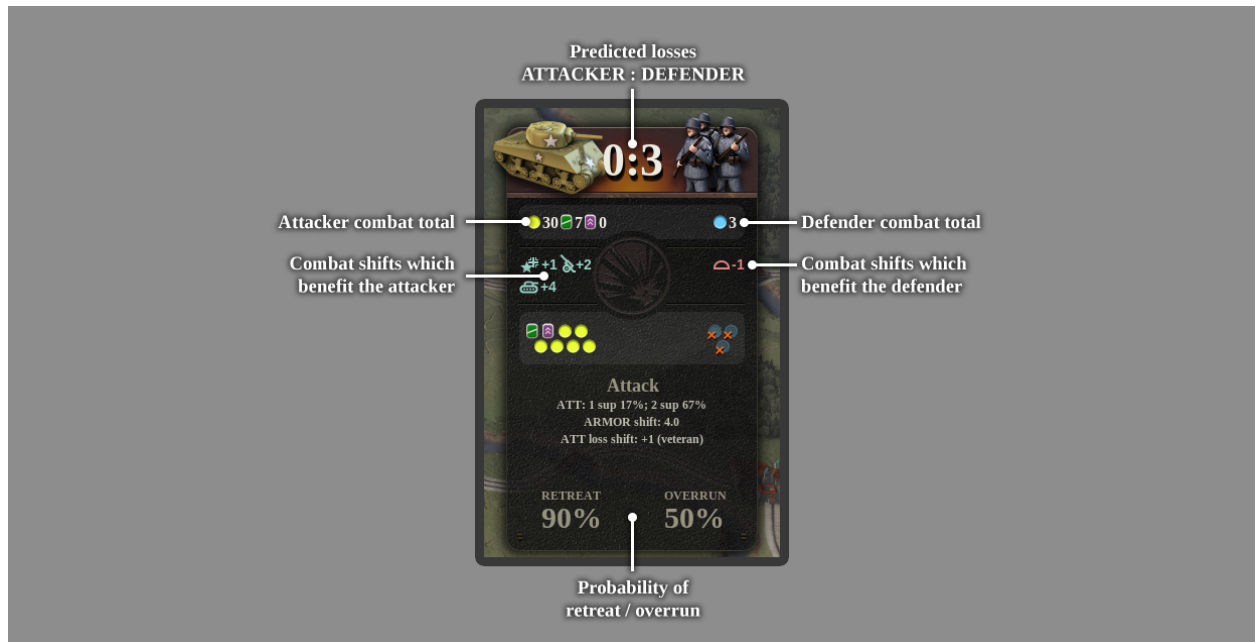 Predicted losses
ATTACKER : DEFENDER
0:3
Attacker combat total
30 7 0
3
Defender combat total
Combat shifts which
benefit the attacker
+1 +2
+4
-1
Combat shifts which
benefit the defender
Attack
ATT: 1 sup 17%; 2 sup 67%
ARMOR shift: 4.0
ATT loss shift: +1 (veteran)
RETREAT OVERRUN
90% 50%
Probability of
retreat / overrun